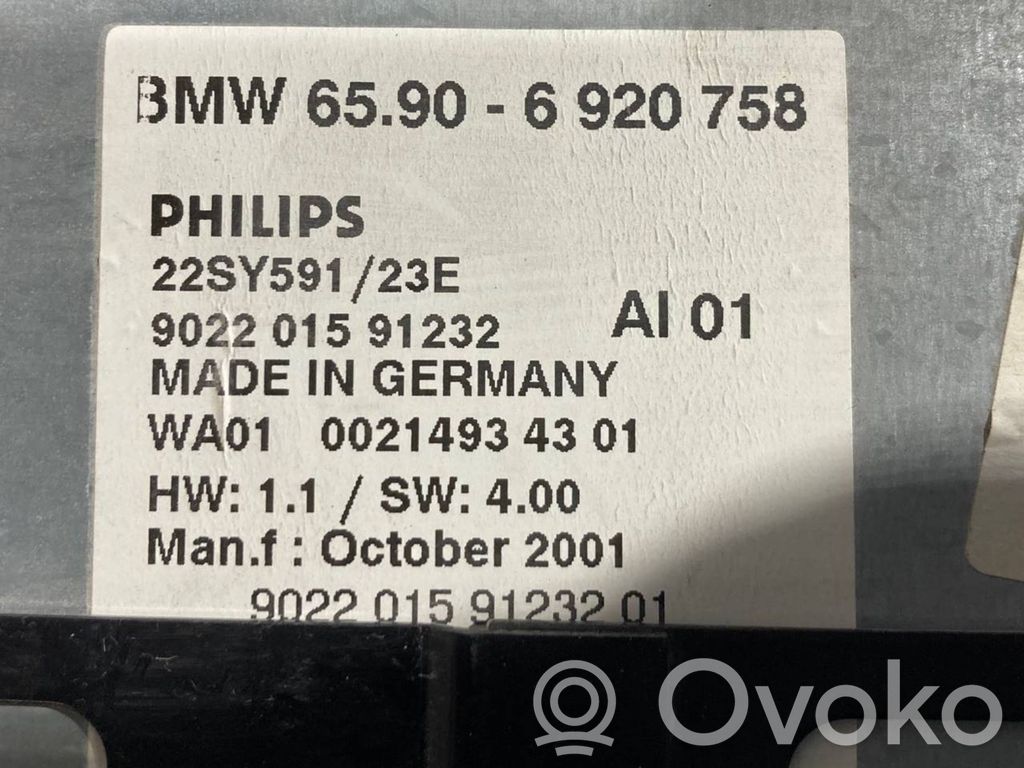 BMW 65.90 - 6 920 758
PHILIPS
22SY591/23E
9022 015 91232
AI 01
MADE IN GERMANY
WA01 0021493 43 01
HW: 1.1 / SW: 4.00
Man.f : October 2001
9022 015 91232 01
Ovoko